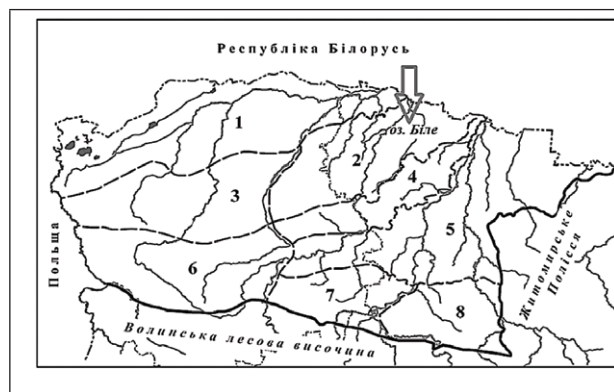 Республіка Білорусь
1
оз. Біле
2
4
3
5
Польща
Житомирське
Полісся
6
7
8
Волинська лесова височина